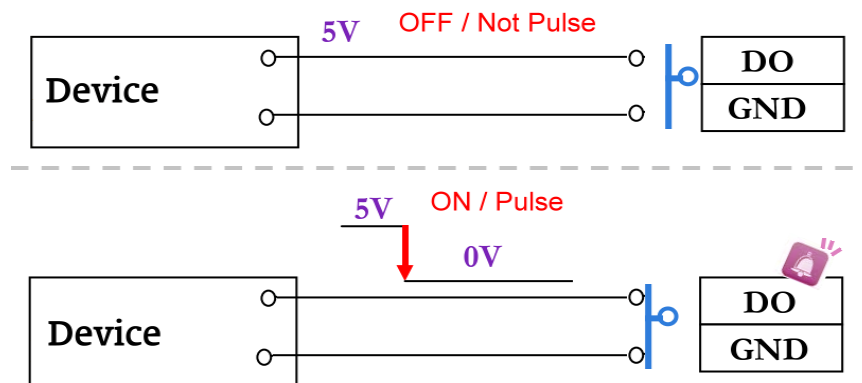 OFF / Not Pulse
5V
Device
DO
GND
ON / Pulse
5V
0V
Device
DO
GND